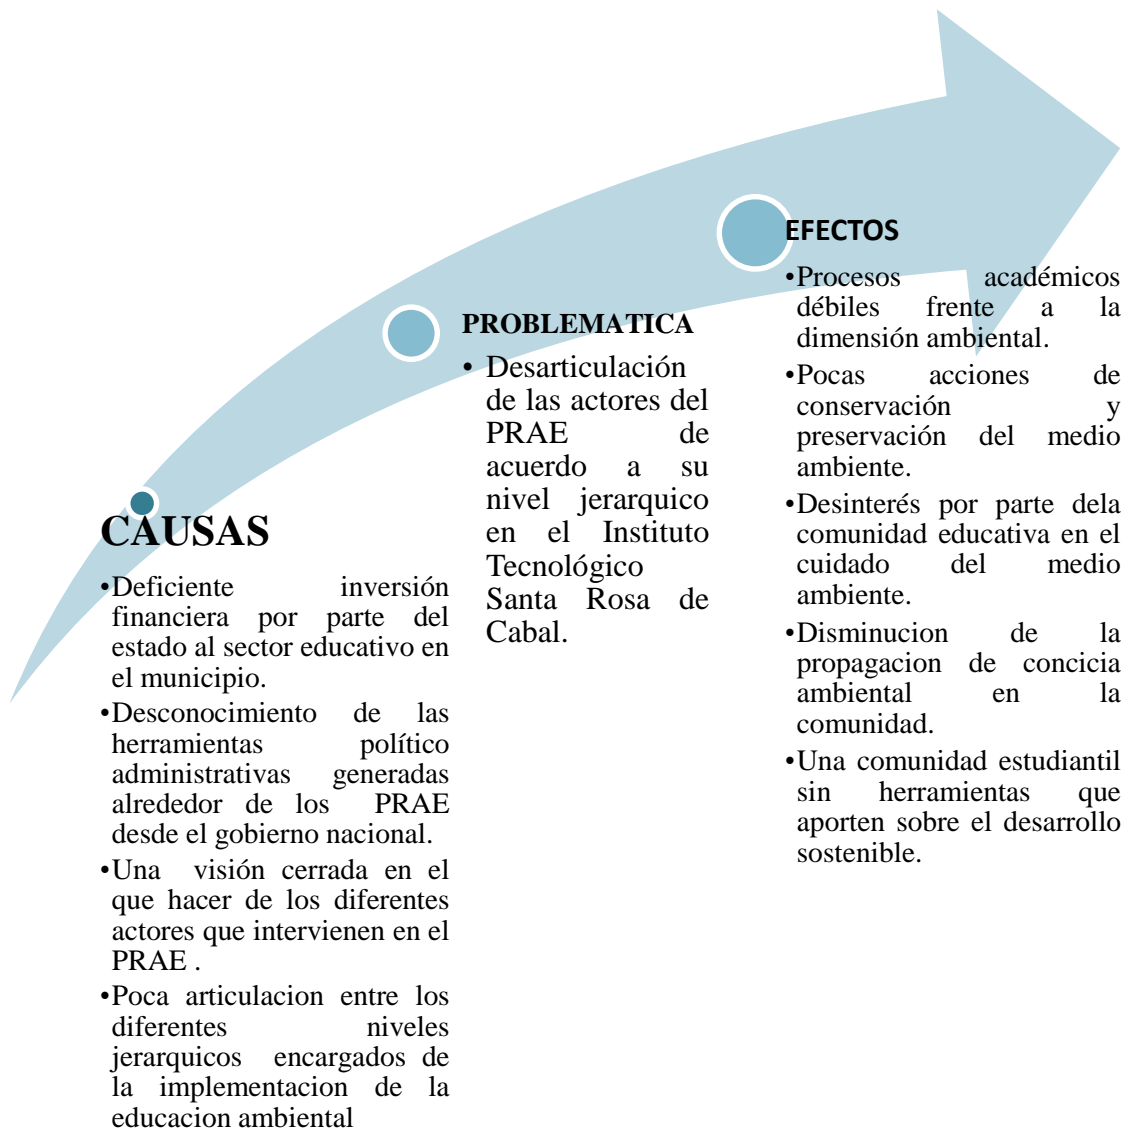 CAUSAS
•Deficiente inversión
financiera por parte del
estado al sector educativo en
el municipio.
•Desconocimiento de las
herramientas político
administrativas generadas
alrededor de los PRAE
desde el gobierno nacional.
•Una visión cerrada en el
que hacer de los diferentes
actores que intervienen en el
PRAE .
•Poca articulacion entre los
diferentes niveles
jerarquicos encargados de
la implementacion de la
educacion ambiental
PROBLEMATICA
• Desarticulación
de las actores del
PRAE de
acuerdo a su
nivel jerarquico
en el Instituto
Tecnológico
Santa Rosa de
Cabal.
EFECTOS
•Procesos académicos
débiles frente a la
dimensión ambiental.
•Pocas acciones de
conservación y
preservación del medio
ambiente.
•Desinterés por parte dela
comunidad educativa en el
cuidado del medio
ambiente.
•Disminucion de la
propagacion de concicia
ambiental en la
comunidad.
•Una comunidad estudiantil
sin herramientas que
aporten sobre el desarrollo
sostenible.